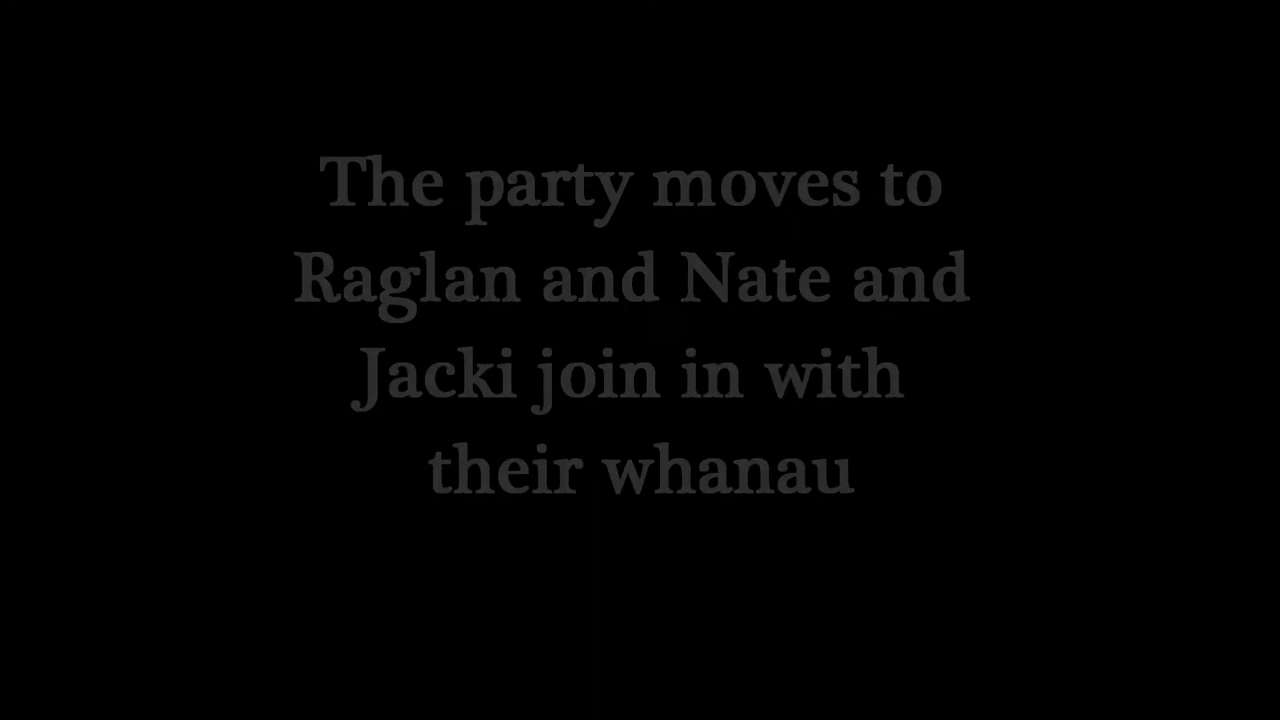 The party moves to
Raglan and Nate and
Jacki join in with
their whanau